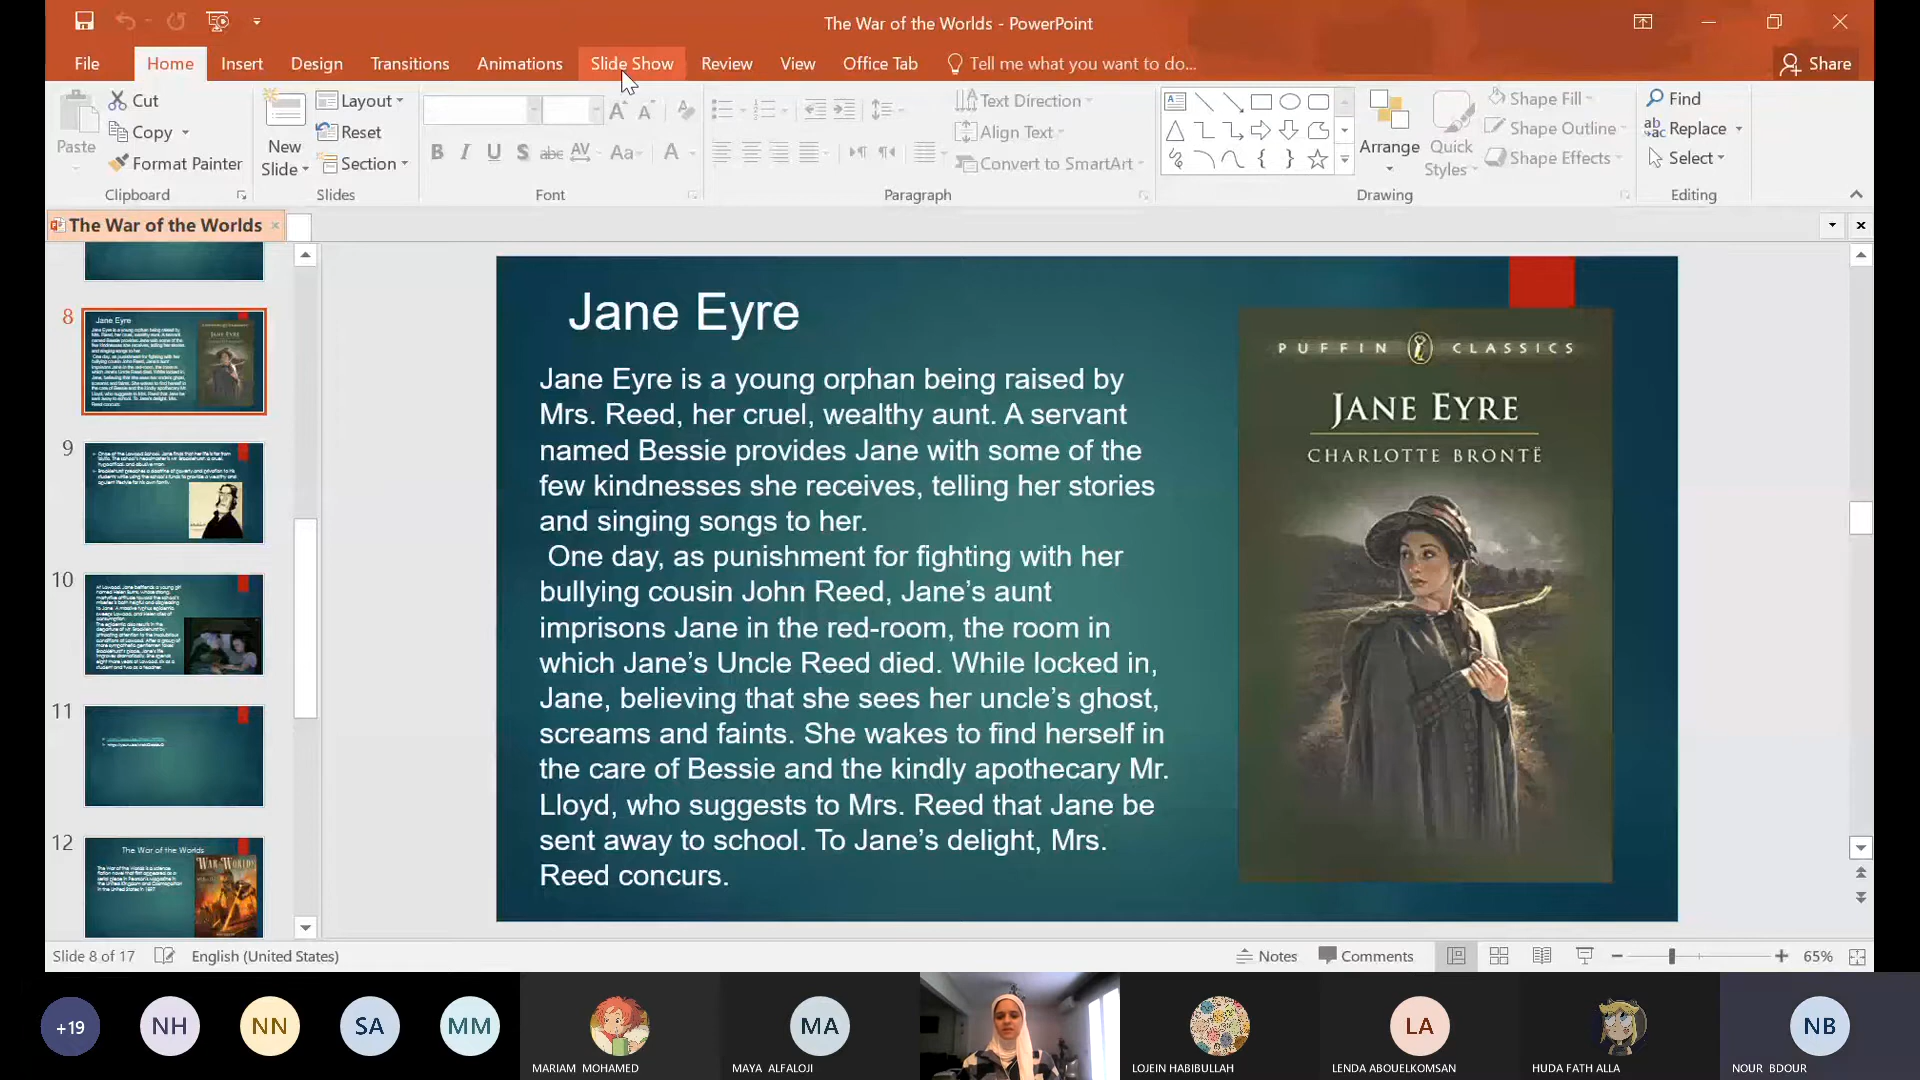 The War of the Worlds - PowerPoint
File Home Insert Design Transitions Animations Slide Show Review View Office Tab Tell me what you want to do... Share
Paste
Cut
Copy
Format Painter
Clipboard
New
Slide
Layout
Reset
Section
Slides
B I U S abc AV Aa A
Font
Text Direction
Align Text
Convert to SmartArt
Paragraph
Arrange
Quick
Styles
Shape Fill
Shape Outline
Shape Effects
Drawing
Find
Replace
Select
Editing
The War of the Worlds
8
Jane Eyre
9
10
11
12
The War of the Worlds
Jane Eyre
Jane Eyre is a young orphan being raised by
Mrs. Reed, her cruel, wealthy aunt. A servant
named Bessie provides Jane with some of the
few kindnesses she receives, telling her stories
and singing songs to her.
One day, as punishment for fighting with her
bullying cousin John Reed, Jane’s aunt
imprisons Jane in the red-room, the room in
which Jane’s Uncle Reed died. While locked in,
Jane, believing that she sees her uncle’s ghost,
screams and faints. She wakes to find herself in
the care of Bessie and the kindly apothecary Mr.
Lloyd, who suggests to Mrs. Reed that Jane be
sent away to school. To Jane’s delight, Mrs.
Reed concurs.
PUFFIN CLASSICS
JANE EYRE
CHARLOTTE BRONTË
Slide 8 of 17 English (United States) Notes Comments 65%
+19 NH NN SA MM MA LA NB
MARIAM MOHAMED MAYA ALFALOJI LOJEIN HABIBULLAH LENDA ABOUELKOMSAN HUDA FATH ALLA NOUR BDOUR